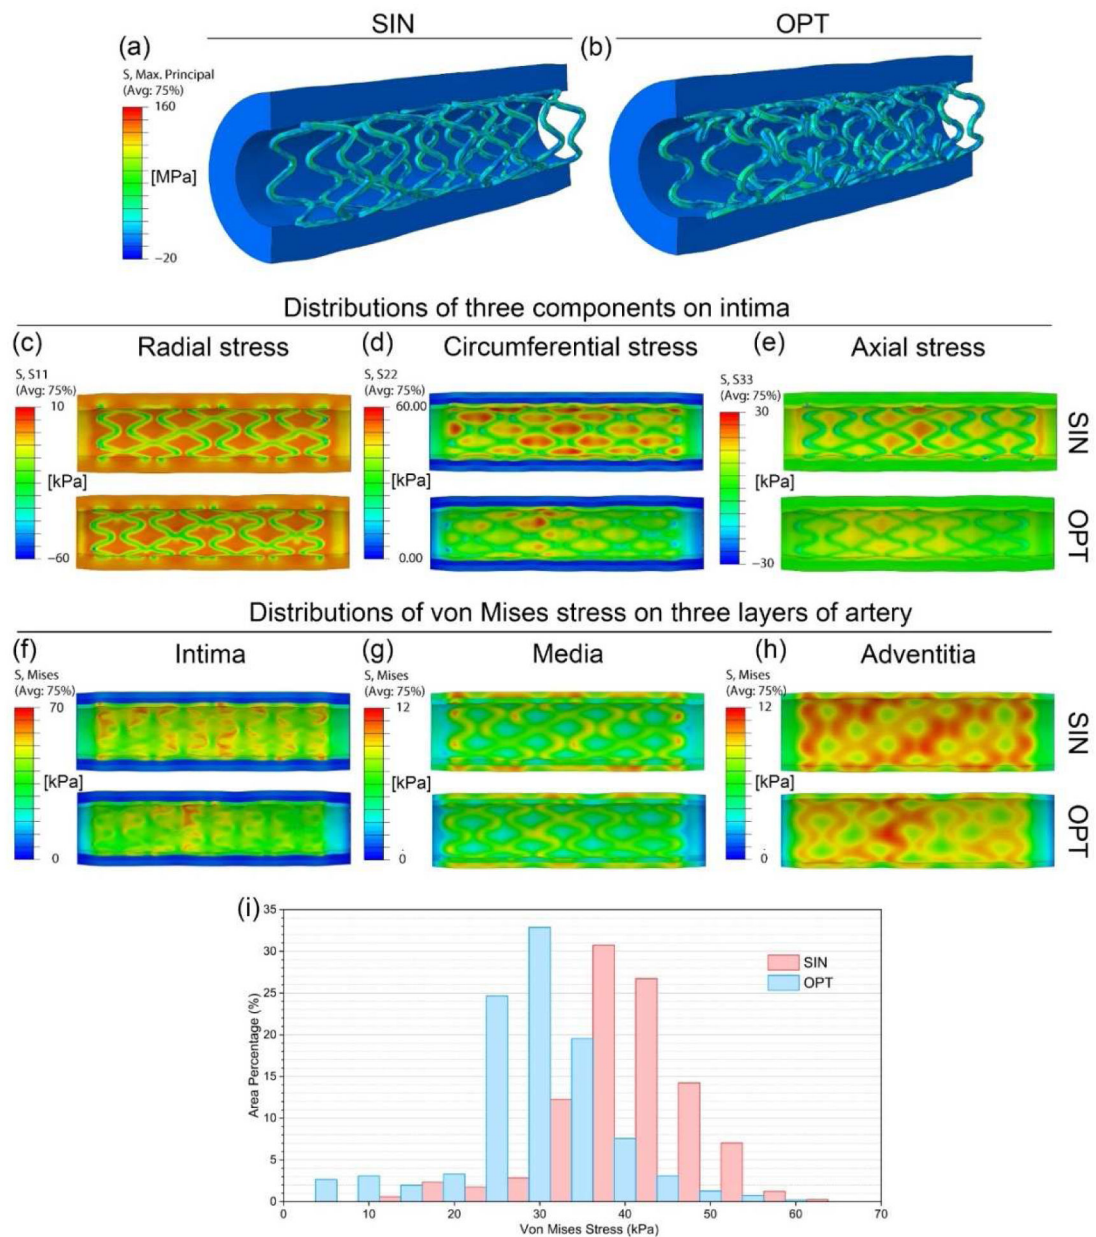 SIN
OPT
(a)
(b)
S, Max. Principal
(Avg: 75%)
160
[MPa]
−20
Distributions of three components on intima
(c)
Radial stress
(d)
Circumferential stress
(e)
Axial stress
S, S11
(Avg: 75%)
10
[kPa]
−60
S, S22
(Avg: 75%)
60.00
[kPa]
0.00
S, S33
(Avg: 75%)
30
[kPa]
−30
SIN
OPT
Distributions of von Mises stress on three layers of artery
(f)
Intima
(g)
Media
(h)
Adventitia
S, Mises
(Avg: 75%)
70
[kPa]
0
S, Mises
(Avg: 75%)
12
[kPa]
0
S, Mises
(Avg: 75%)
12
[kPa]
0
SIN
OPT
(i)
35
30
25
20
15
10
5
0
Area Percentage (%)
SIN
OPT
0 10 20 30 40 50 60 70
Von Mises Stress (kPa)